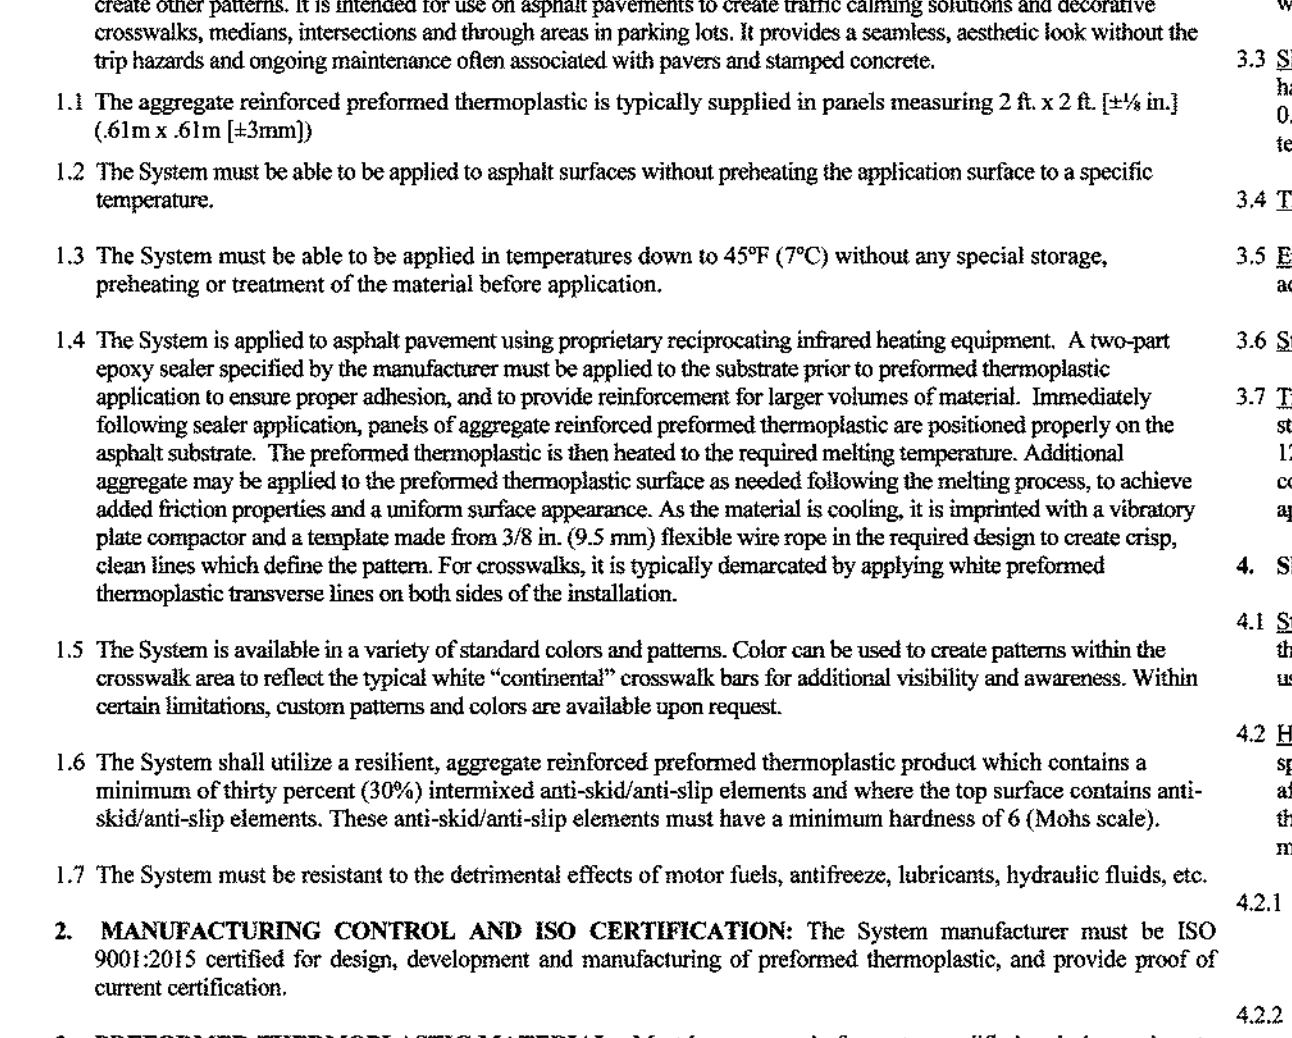 create other patterns. It is intended for use on asphalt pavements to create traffic calming solutions and decorative
crosswalks, medians, intersections and through areas in parking lots. It provides a seamless, aesthetic look without the
trip hazards and ongoing maintenance often associated with pavers and stamped concrete.
1.1 The aggregate reinforced preformed thermoplastic is typically supplied in panels measuring 2 ft. x 2 ft. [±⅛ in.]
(.61m x .61m [±3mm])
1.2 The System must be able to be applied to asphalt surfaces without preheating the application surface to a specific
temperature.
1.3 The System must be able to be applied in temperatures down to 45ºF (7ºC) without any special storage,
preheating or treatment of the material before application.
1.4 The System is applied to asphalt pavement using proprietary reciprocating infrared heating equipment. A two-part
epoxy sealer specified by the manufacturer must be applied to the substrate prior to preformed thermoplastic
application to ensure proper adhesion, and to provide reinforcement for larger volumes of material. Immediately
following sealer application, panels of aggregate reinforced preformed thermoplastic are positioned properly on the
asphalt substrate. The preformed thermoplastic is then heated to the required melting temperature. Additional
aggregate may be applied to the preformed thermoplastic surface as needed following the melting process, to achieve
added friction properties and a uniform surface appearance. As the material is cooling, it is imprinted with a vibratory
plate compactor and a template made from 3/8 in. (9.5 mm) flexible wire rope in the required design to create crisp,
clean lines which define the pattern. For crosswalks, it is typically demarcated by applying white preformed
thermoplastic transverse lines on both sides of the installation.
1.5 The System is available in a variety of standard colors and patterns. Color can be used to create patterns within the
crosswalk area to reflect the typical white “continental” crosswalk bars for additional visibility and awareness. Within
certain limitations, custom patterns and colors are available upon request.
1.6 The System shall utilize a resilient, aggregate reinforced preformed thermoplastic product which contains a
minimum of thirty percent (30%) intermixed anti-skid/anti-slip elements and where the top surface contains anti-
skid/anti-slip elements. These anti-skid/anti-slip elements must have a minimum hardness of 6 (Mohs scale).
1.7 The System must be resistant to the detrimental effects of motor fuels, antifreeze, lubricants, hydraulic fluids, etc.
2. MANUFACTURING CONTROL AND ISO CERTIFICATION: The System manufacturer must be ISO
9001:2015 certified for design, development and manufacturing of preformed thermoplastic, and provide proof of
current certification.
3.3
3.4
3.5
3.6
3.7
4.
4.1
4.2
4.2.1
4.2.2